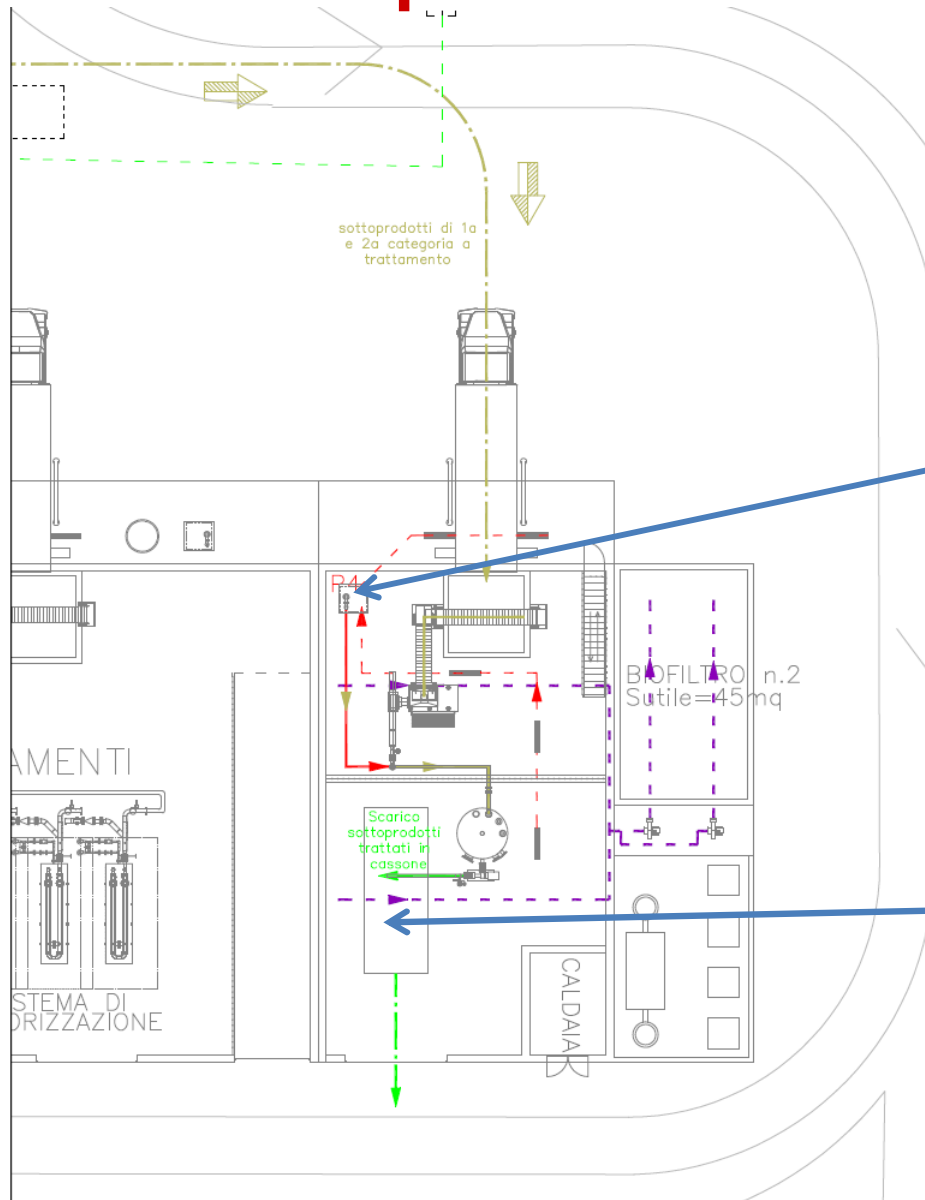 sottoprodotti di 1a
e 2a categoria a
trattamento
P4
BIOFILTRO n.2
Sutile=45mq
AMENTI
Scarico
sottoprodotti
trattati in
cassone
CALDAIA
STEMA DI
ORIZZAZIONE